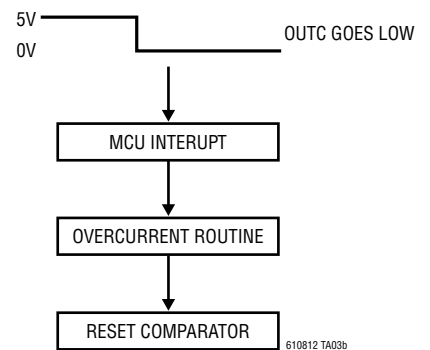 5V
OUTC GOES LOW
0V
MCU INTERUPT
OVERCURRENT ROUTINE
RESET COMPARATOR
610812 TA03b